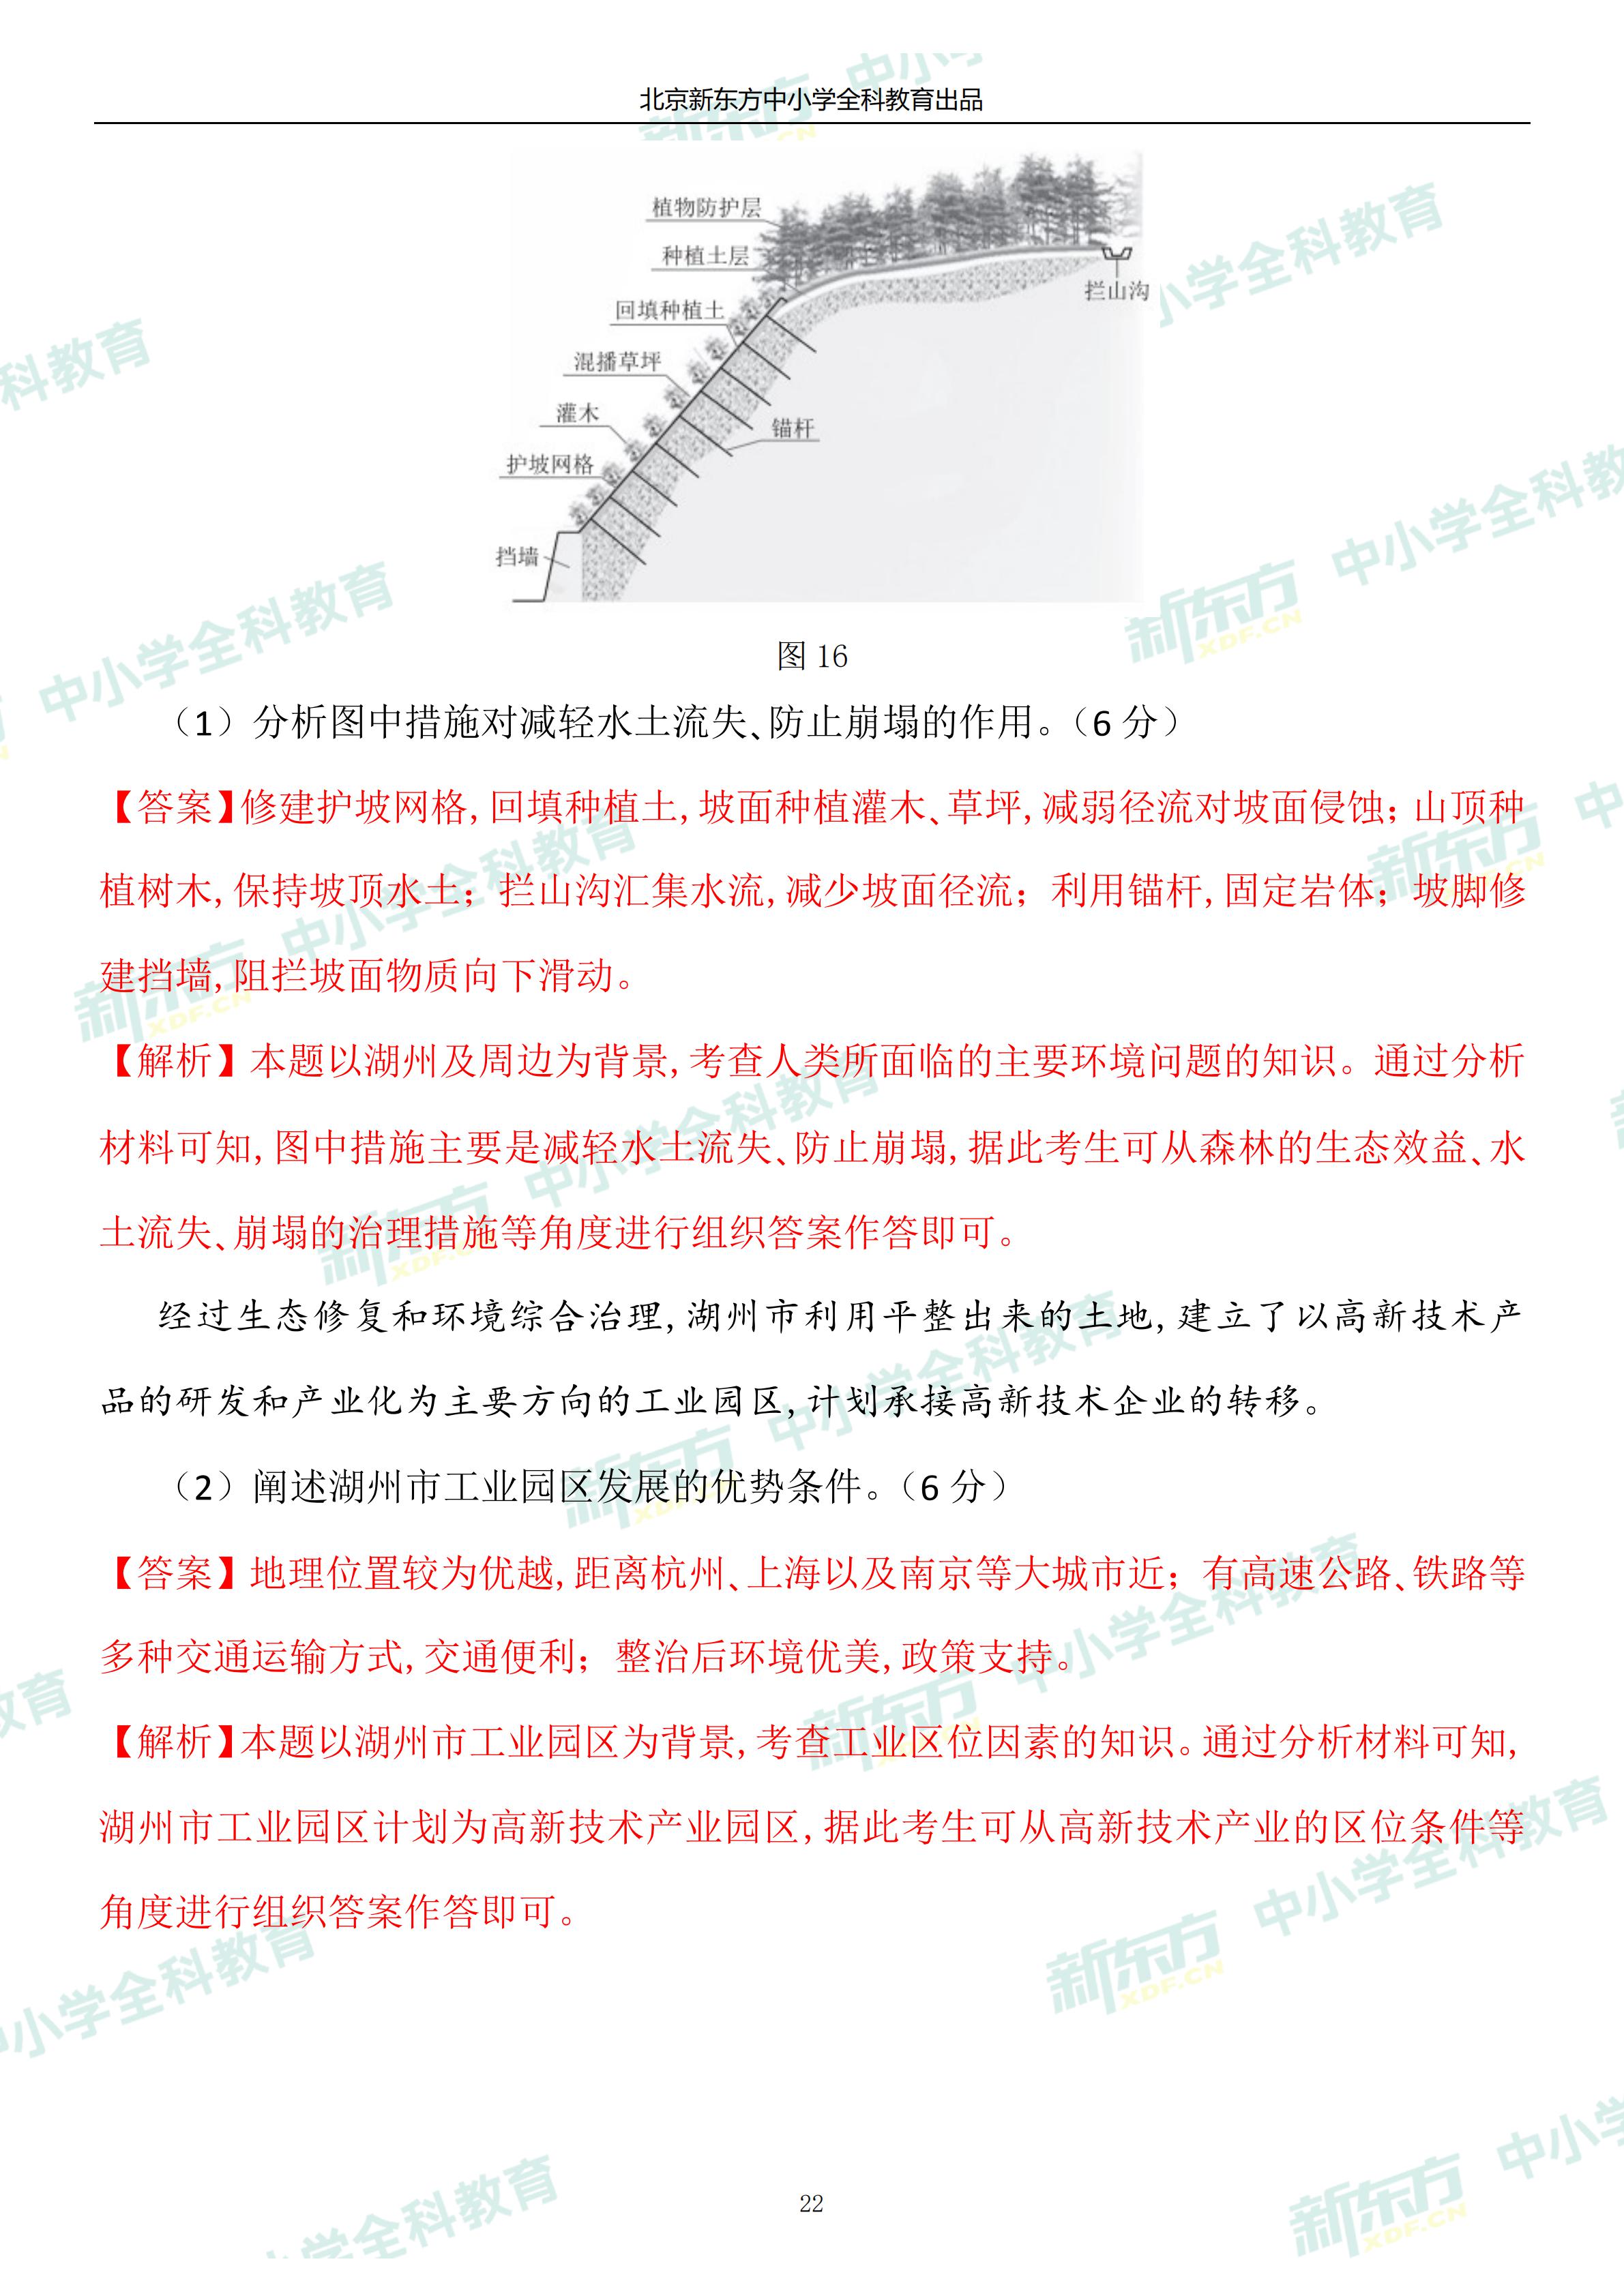 北京新东方中小学全科教育出品
植物防护层
种植土层
拦山沟
回填种植土
混播草坪
灌木
锚杆
护坡网格
挡墙
图 16
（1）分析图中措施对减轻水土流失、防止崩塌的作用。（6 分）
【答案】修建护坡网格,回填种植土,坡面种植灌木、草坪,减弱径流对坡面侵蚀；山顶种
植树木,保持坡顶水土；拦山沟汇集水流,减少坡面径流；利用锚杆,固定岩体；坡脚修
建挡墙,阻拦坡面物质向下滑动。
【解析】本题以湖州及周边为背景,考查人类所面临的主要环境问题的知识。通过分析
材料可知,图中措施主要是减轻水土流失、防止崩塌,据此考生可从森林的生态效益、水
土流失、崩塌的治理措施等角度进行组织答案作答即可。
经过生态修复和环境综合治理,湖州市利用平整出来的土地,建立了以高新技术产
品的研发和产业化为主要方向的工业园区,计划承接高新技术企业的转移。
（2）阐述湖州市工业园区发展的优势条件。（6 分）
【答案】地理位置较为优越,距离杭州、上海以及南京等大城市近；有高速公路、铁路等
多种交通运输方式,交通便利；整治后环境优美,政策支持。
【解析】本题以湖州市工业园区为背景,考查工业区位因素的知识。通过分析材料可知,
湖州市工业园区计划为高新技术产业园区,据此考生可从高新技术产业的区位条件等
角度进行组织答案作答即可。
22
新东方 XDF.CN 中小学全科教育